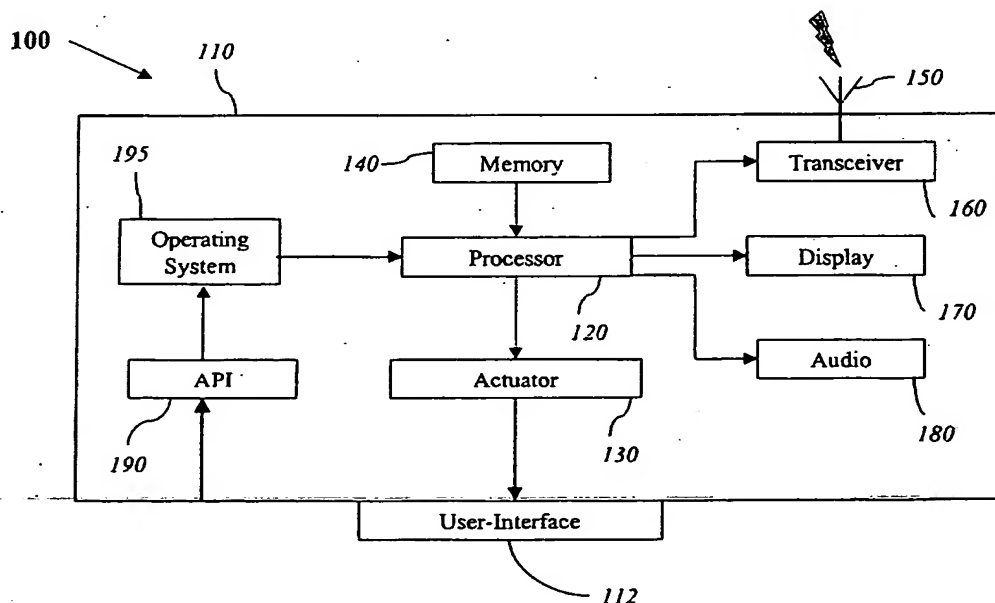 100
110
150
195
140
Memory
Transceiver
160
Operating
System
Processor
Display
120
170
API
Actuator
Audio
190
130
180
User-Interface
112